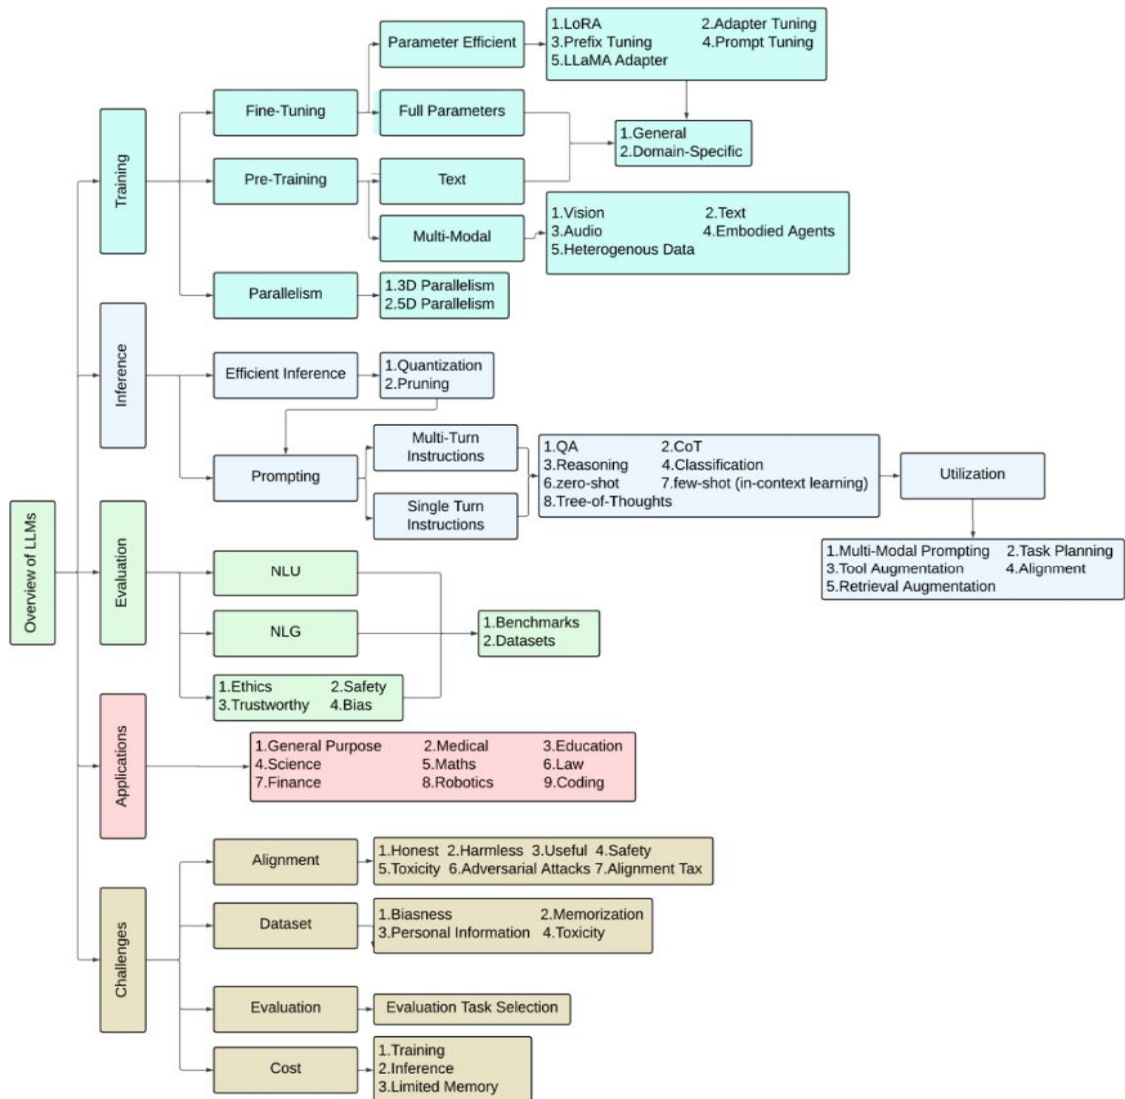 Parameter Efficient
1.LoRA 2.Adapter Tuning
3.Prefix Tuning 4.Prompt Tuning
5.LLaMA Adapter
Fine-Tuning
Full Parameters
1.General
2.Domain-Specific
Training
Pre-Training
Text
Multi-Modal
1.Vision 2.Text
3.Audio 4.Embodied Agents
5.Heterogenous Data
Parallelism
1.3D Parallelism
2.5D Parallelism
Inference
Efficient Inference
1.Quantization
2.Pruning
Prompting
Multi-Turn
Instructions
Single Turn
Instructions
1.QA 2.CoT
3.Reasoning 4.Classification
6.zero-shot 7.few-shot (in-context learning)
8.Tree-of-Thoughts
Utilization
1.Multi-Modal Prompting 2.Task Planning
3.Tool Augmentation 4.Alignment
5.Retrieval Augmentation
Overview of LLMs
Evaluation
NLU
NLG
1.Benchmarks
2.Datasets
1.Ethics 2.Safety
3.Trustworthy 4.Bias
Applications
1.General Purpose 2.Medical 3.Education
4.Science 5.Maths 6.Law
7.Finance 8.Robotics 9.Coding
Challenges
Alignment
1.Honest 2.Harmless 3.Useful 4.Safety
5.Toxicity 6.Adversarial Attacks 7.Alignment Tax
Dataset
1.Biasness 2.Memorization
3.Personal Information 4.Toxicity
Evaluation
Evaluation Task Selection
Cost
1.Training
2.Inference
3.Limited Memory